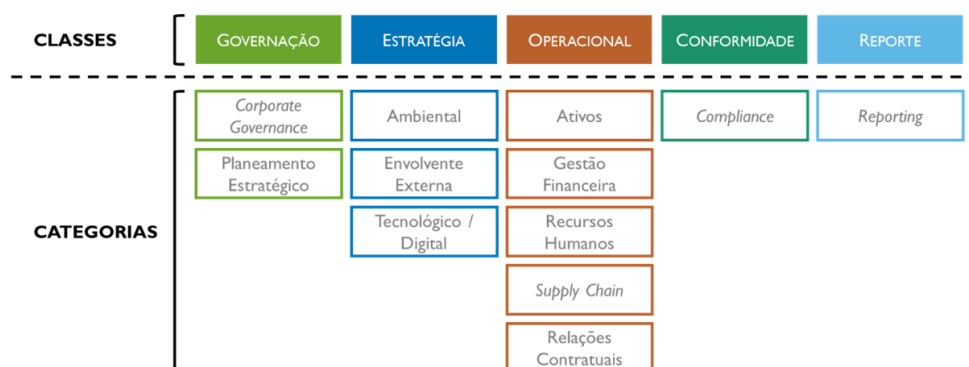 CLASSES
GOVERNAÇÃO
ESTRATÉGIA
OPERACIONAL
CONFORMIDADE
REPORTE
CATEGORIAS
Corporate
Governance
Ambiental
Ativos
Compliance
Reporting
Planeamento
Estratégico
Envolvente
Externa
Gestão
Financeira
Tecnológico /
Digital
Recursos
Humanos
Supply Chain
Relações
Contratuais